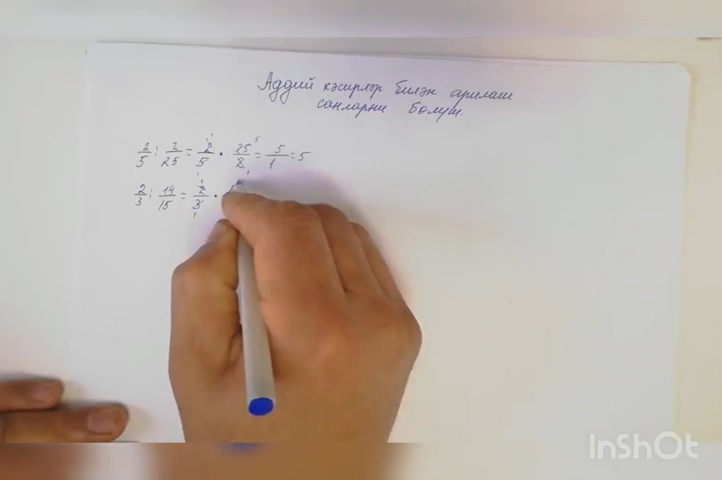 Аддий кәсирләр билән арилаш
санларни бөлүш.
2/5 : 2/25 = 2/5 · 25/2 = 5/1 = 5
2/3 : 14/15 = 2/3 ·
InShOt